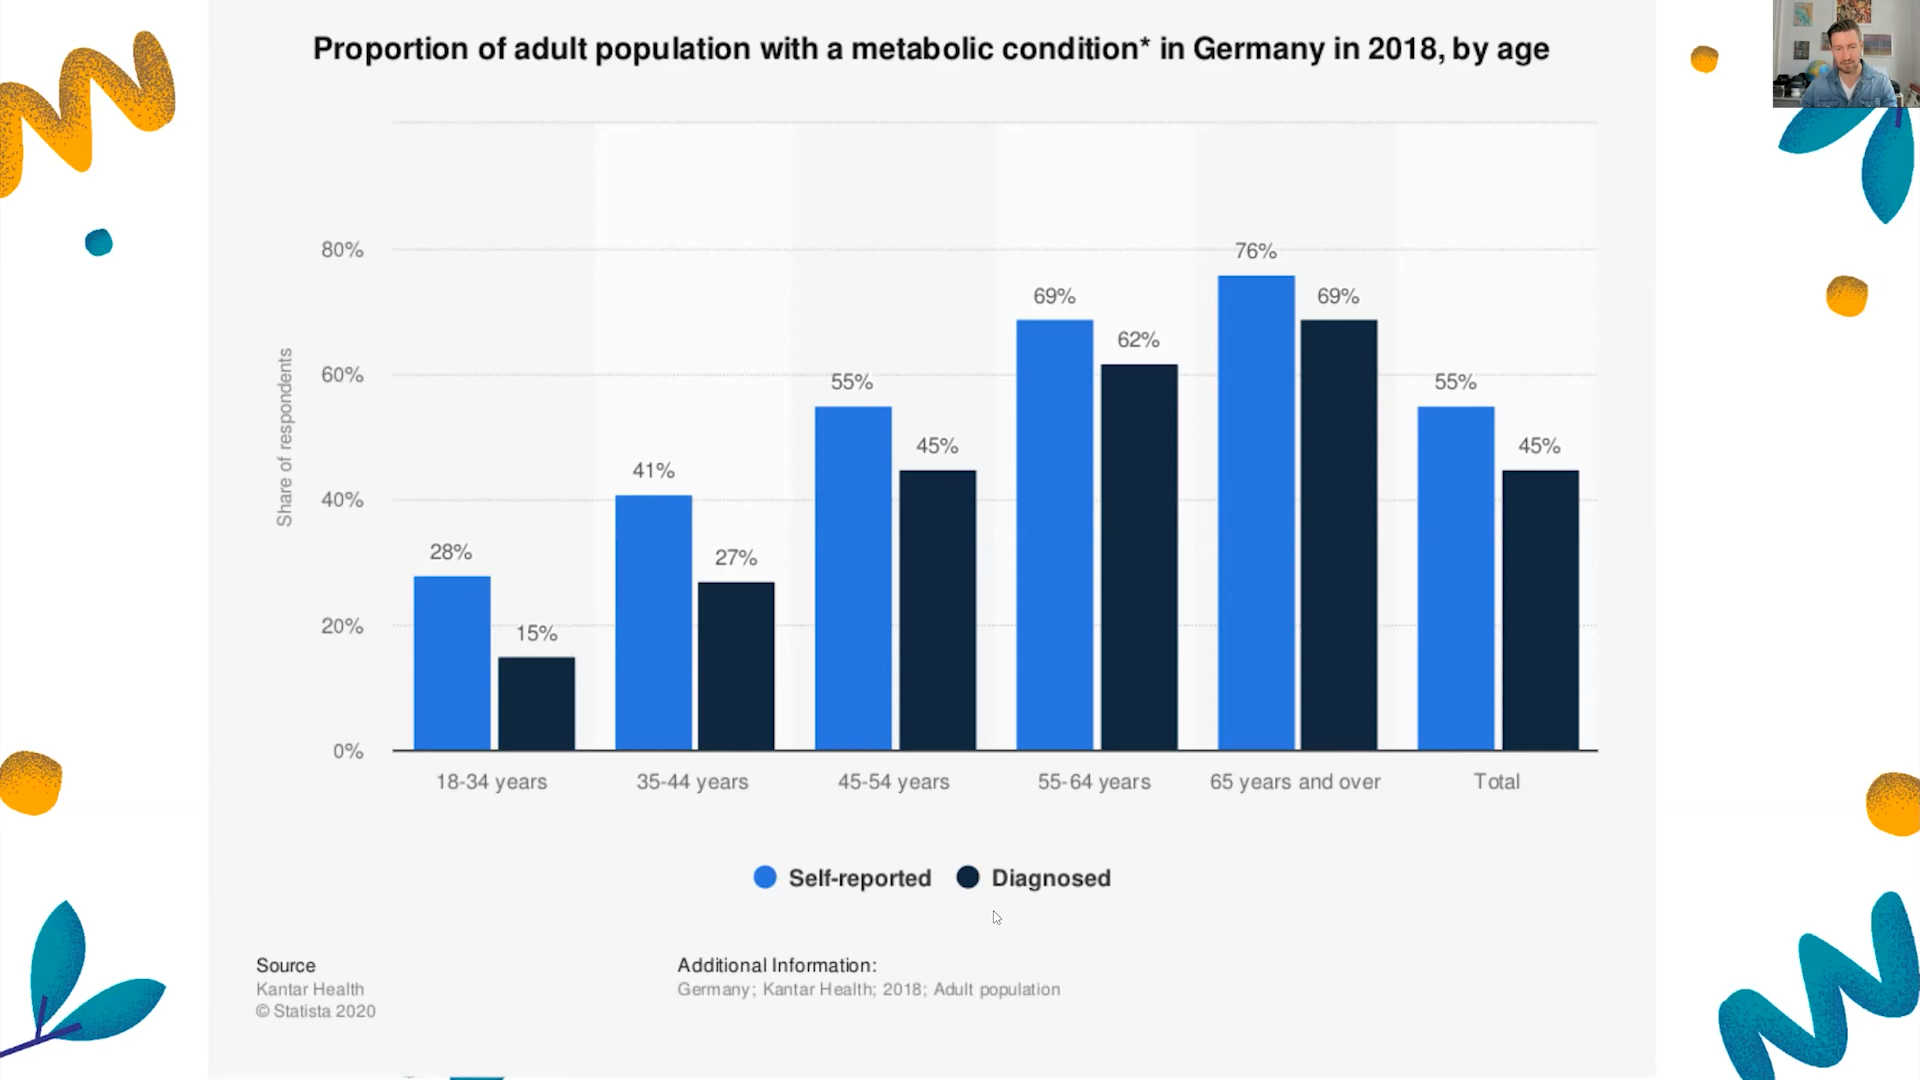 Proportion of adult population with a metabolic condition* in Germany in 2018, by age
Share of respondents
80%
60%
40%
20%
0%
28%
15%
41%
27%
55%
45%
69%
62%
76%
69%
55%
45%
18-34 years
35-44 years
45-54 years
55-64 years
65 years and over
Total
Self-reported
Diagnosed
Source
Kantar Health
© Statista 2020
Additional Information:
Germany; Kantar Health; 2018; Adult population